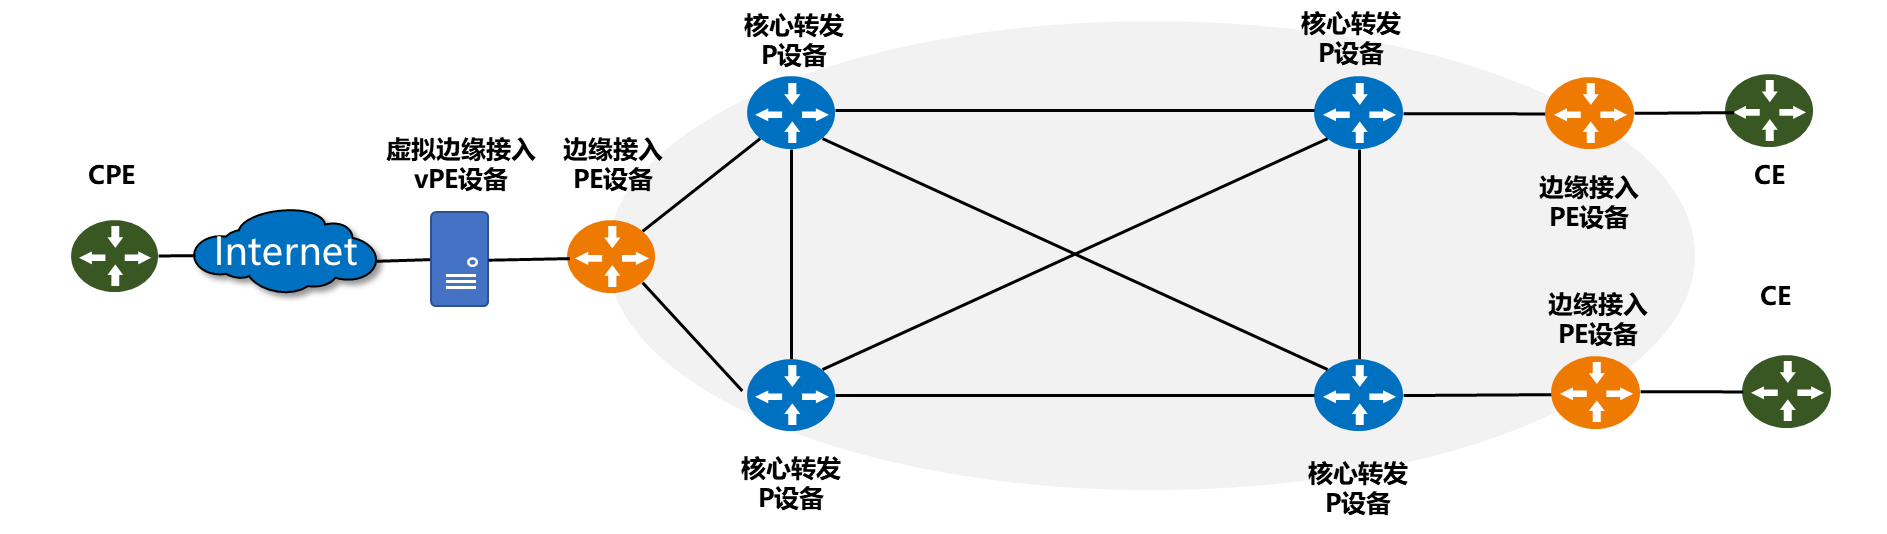 核心转发
P设备
核心转发
P设备
虚拟边缘接入
vPE设备
边缘接入
PE设备
CPE
CE
边缘接入
PE设备
Internet
CE
边缘接入
PE设备
核心转发
P设备
核心转发
P设备